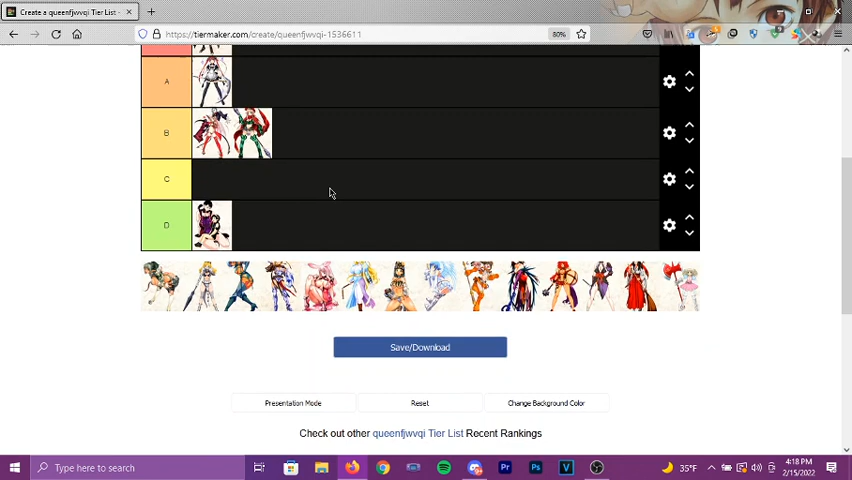 Create a queenfjwvqi Tier List -
https://tiermaker.com/create/queenfjwvqi-1536611
80%
A
B
C
D
Save/Download
Presentation Mode
Reset
Change Background Color
Check out other queenfjwvqi Tier List Recent Rankings
Type here to search
35°F
4:18 PM
2/15/2022